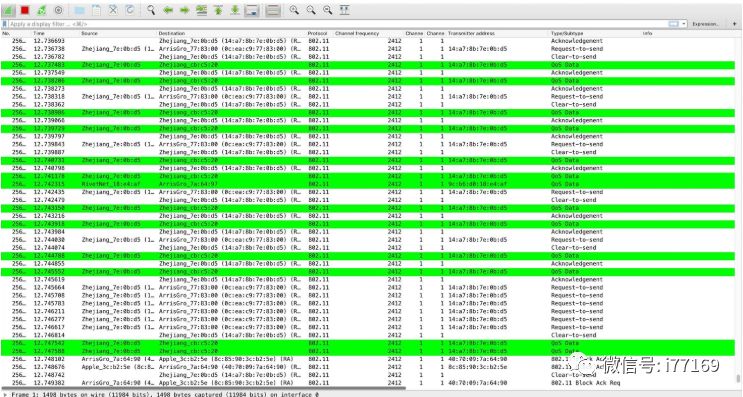 Apply a display filter ... <⌘/>
Expression... +
No. Time Source Destination Protocol Channel frequency Channe Channe Transmitter address Type/Subtype Info
256… 12.736693 Zhejiang_7e:0b:d5 (14:a7:8b:7e:0b:d5) (R… 802.11 2412 1 1 Acknowledgement
256… 12.736738 Zhejiang_7e:0b:d5 (1… ArrisGro_77:83:00 (0c:ea:c9:77:83:00) (R… 802.11 2412 1 1 14:a7:8b:7e:0b:d5 Request-to-send
256… 12.736782 Zhejiang_7e:0b:d5 (14:a7:8b:7e:0b:d5) (R… 802.11 2412 1 1 Clear-to-send
256… 12.737483 Zhejiang_7e:0b:d5 Zhejiang_cb:c5:20 802.11 2412 1 1 14:a7:8b:7e:0b:d5 QoS Data
256… 12.737549 Zhejiang_7e:0b:d5 (14:a7:8b:7e:0b:d5) (R… 802.11 2412 1 1 Acknowledgement
256… 12.738206 Zhejiang_7e:0b:d5 Zhejiang_cb:c5:20 802.11 2412 1 1 14:a7:8b:7e:0b:d5 QoS Data
256… 12.738273 Zhejiang_7e:0b:d5 (14:a7:8b:7e:0b:d5) (R… 802.11 2412 1 1 Acknowledgement
256… 12.738318 Zhejiang_7e:0b:d5 (1… ArrisGro_77:83:00 (0c:ea:c9:77:83:00) (R… 802.11 2412 1 1 14:a7:8b:7e:0b:d5 Request-to-send
256… 12.738362 Zhejiang_7e:0b:d5 (14:a7:8b:7e:0b:d5) (R… 802.11 2412 1 1 Clear-to-send
256… Zhejiang_7e:0b:d5 Zhejiang_cb:c5:20 802.11 2412 1 1 14:a7:8b:7e:0b:d5 QoS Data
256… 12.739066 Zhejiang_7e:0b:d5 (14:a7:8b:7e:0b:d5) (R… 802.11 2412 1 1 Acknowledgement
256… 12.739729 Zhejiang_7e:0b:d5 Zhejiang_cb:c5:20 802.11 2412 1 1 14:a7:8b:7e:0b:d5 QoS Data
256… 12.739797 Zhejiang_7e:0b:d5 (14:a7:8b:7e:0b:d5) (R… 802.11 2412 1 1 Acknowledgement
256… 12.739843 Zhejiang_7e:0b:d5 (1… ArrisGro_77:83:00 (0c:ea:c9:77:83:00) (R… 802.11 2412 1 1 14:a7:8b:7e:0b:d5 Request-to-send
256… 12.739887 Zhejiang_7e:0b:d5 (14:a7:8b:7e:0b:d5) (R… 802.11 2412 1 1 Clear-to-send
256… 12.740731 Zhejiang_7e:0b:d5 Zhejiang_cb:c5:20 802.11 2412 1 1 14:a7:8b:7e:0b:d5 QoS Data
256… 12.740798 Zhejiang_7e:0b:d5 (14:a7:8b:7e:0b:d5) (R… 802.11 2412 1 1 Acknowledgement
256… 12.741178 Zhejiang_7e:0b:d5 Zhejiang_cb:c5:20 802.11 2412 1 1 14:a7:8b:7e:0b:d5 QoS Data
256… 12.742315 RivetNet_18:e4:af ArrisGro_7a:64:97 802.11 2412 1 1 9c:b6:d0:18:e4:af QoS Data
256… 12.742435 Zhejiang_7e:0b:d5 (1… ArrisGro_77:83:00 (0c:ea:c9:77:83:00) (R… 802.11 2412 1 1 14:a7:8b:7e:0b:d5 Request-to-send
256… 12.742479 Zhejiang_7e:0b:d5 (14:a7:8b:7e:0b:d5) (R… 802.11 2412 1 1 Clear-to-send
256… 12.743150 Zhejiang_7e:0b:d5 Zhejiang_cb:c5:20 802.11 2412 1 1 14:a7:8b:7e:0b:d5 QoS Data
256… 12.743216 Zhejiang_7e:0b:d5 (14:a7:8b:7e:0b:d5) (R… 802.11 2412 1 1 Acknowledgement
256… 12.743918 Zhejiang_7e:0b:d5 Zhejiang_cb:c5:20 802.11 2412 1 1 14:a7:8b:7e:0b:d5 QoS Data
256… 12.743984 Zhejiang_7e:0b:d5 (14:a7:8b:7e:0b:d5) (R… 802.11 2412 1 1 Acknowledgement
256… 12.744030 Zhejiang_7e:0b:d5 (1… ArrisGro_77:83:00 (0c:ea:c9:77:83:00) (R… 802.11 2412 1 1 14:a7:8b:7e:0b:d5 Request-to-send
256… 12.744074 Zhejiang_7e:0b:d5 (14:a7:8b:7e:0b:d5) (R… 802.11 2412 1 1 Clear-to-send
256… 12.744788 Zhejiang_7e:0b:d5 Zhejiang_cb:c5:20 802.11 2412 1 1 14:a7:8b:7e:0b:d5 QoS Data
256… 12.744855 Zhejiang_7e:0b:d5 (14:a7:8b:7e:0b:d5) (R… 802.11 2412 1 1 Acknowledgement
256… 12.745552 Zhejiang_7e:0b:d5 Zhejiang_cb:c5:20 802.11 2412 1 1 14:a7:8b:7e:0b:d5 QoS Data
256… 12.745619 Zhejiang_7e:0b:d5 (14:a7:8b:7e:0b:d5) (R… 802.11 2412 1 1 Acknowledgement
256… 12.745664 Zhejiang_7e:0b:d5 (1… ArrisGro_77:83:00 (0c:ea:c9:77:83:00) (R… 802.11 2412 1 1 14:a7:8b:7e:0b:d5 Request-to-send
256… 12.745708 Zhejiang_7e:0b:d5 (1… ArrisGro_77:83:00 (0c:ea:c9:77:83:00) (R… 802.11 2412 1 1 14:a7:8b:7e:0b:d5 Request-to-send
256… 12.745783 Zhejiang_7e:0b:d5 (1… ArrisGro_77:83:00 (0c:ea:c9:77:83:00) (R… 802.11 2412 1 1 14:a7:8b:7e:0b:d5 Request-to-send
256… 12.746211 Zhejiang_7e:0b:d5 (1… ArrisGro_77:83:00 (0c:ea:c9:77:83:00) (R… 802.11 2412 1 1 14:a7:8b:7e:0b:d5 Request-to-send
256… 12.746277 Zhejiang_7e:0b:d5 (1… ArrisGro_77:83:00 (0c:ea:c9:77:83:00) (R… 802.11 2412 1 1 14:a7:8b:7e:0b:d5 Request-to-send
256… 12.746617 Zhejiang_7e:0b:d5 (1… ArrisGro_77:83:00 (0c:ea:c9:77:83:00) (R… 802.11 2412 1 1 14:a7:8b:7e:0b:d5 Request-to-send
256… 12.746814 Zhejiang_7e:0b:d5 (14:a7:8b:7e:0b:d5) (R… 802.11 2412 1 1 Clear-to-send
256… 12.747542 Zhejiang_7e:0b:d5 Zhejiang_cb:c5:20 802.11 2412 1 1 14:a7:8b:7e:0b:d5 QoS Data
256… 12.747588 Zhejiang_7e:0b:d5 Zhejiang_cb:c5:20 802.11 2412 1 1 14:a7:8b:7e:0b:d5 QoS Data
256… 12.748102 ArrisGro_7a:64:90 (4… Apple_3c:b2:5e (8c:85:90:3c:b2:5e) (RA) 802.11 2412 1 1 40:70:09:7a:64:90 802.11 Block Ack
256… 12.748676 Apple_3c:b2:5e (8c:8… ArrisGro_7a:64:90 (40:70:09:7a:64:90) (R… 802.11 2412 1 1 8c:85:90:3c:b2:5e
256… 12.748742 Zhejiang_7e:0b:d5 (14:a7:8b:7e:0b:d5) (R… 802.11 2412 1 1 Clear-to-send
256… 12.749382 ArrisGro_7a:64:90 (4… Apple_3c:b2:5e (8c:85:90:3c:b2:5e) (RA) 802.11 2412 1 1 40:70:09:7a:64:90 802.11 Block Ack Req
微信号: i77169
Frame 1: 1498 bytes on wire (11984 bits), 1498 bytes captured (11984 bits) on interface 0